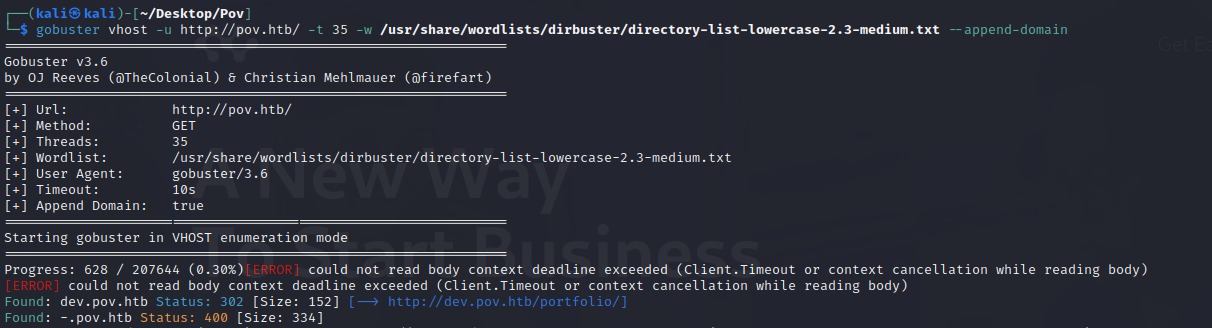 ┌──(kali㉿kali)-[~/Desktop/Pov]
└─$ gobuster vhost -u http://pov.htb/ -t 35 -w /usr/share/wordlists/dirbuster/directory-list-lowercase-2.3-medium.txt --append-domain
===============================================================
Gobuster v3.6
by OJ Reeves (@TheColonial) & Christian Mehlmauer (@firefart)
===============================================================
[+] Url: http://pov.htb/
[+] Method: GET
[+] Threads: 35
[+] Wordlist: /usr/share/wordlists/dirbuster/directory-list-lowercase-2.3-medium.txt
[+] User Agent: gobuster/3.6
[+] Timeout: 10s
[+] Append Domain: true
===============================================================
Starting gobuster in VHOST enumeration mode
===============================================================
Progress: 628 / 207644 (0.30%)[ERROR] could not read body context deadline exceeded (Client.Timeout or context cancellation while reading body)
[ERROR] could not read body context deadline exceeded (Client.Timeout or context cancellation while reading body)
Found: dev.pov.htb Status: 302 [Size: 152] [--> http://dev.pov.htb/portfolio/]
Found: -.pov.htb Status: 400 [Size: 334]
A New Way
To Start Business